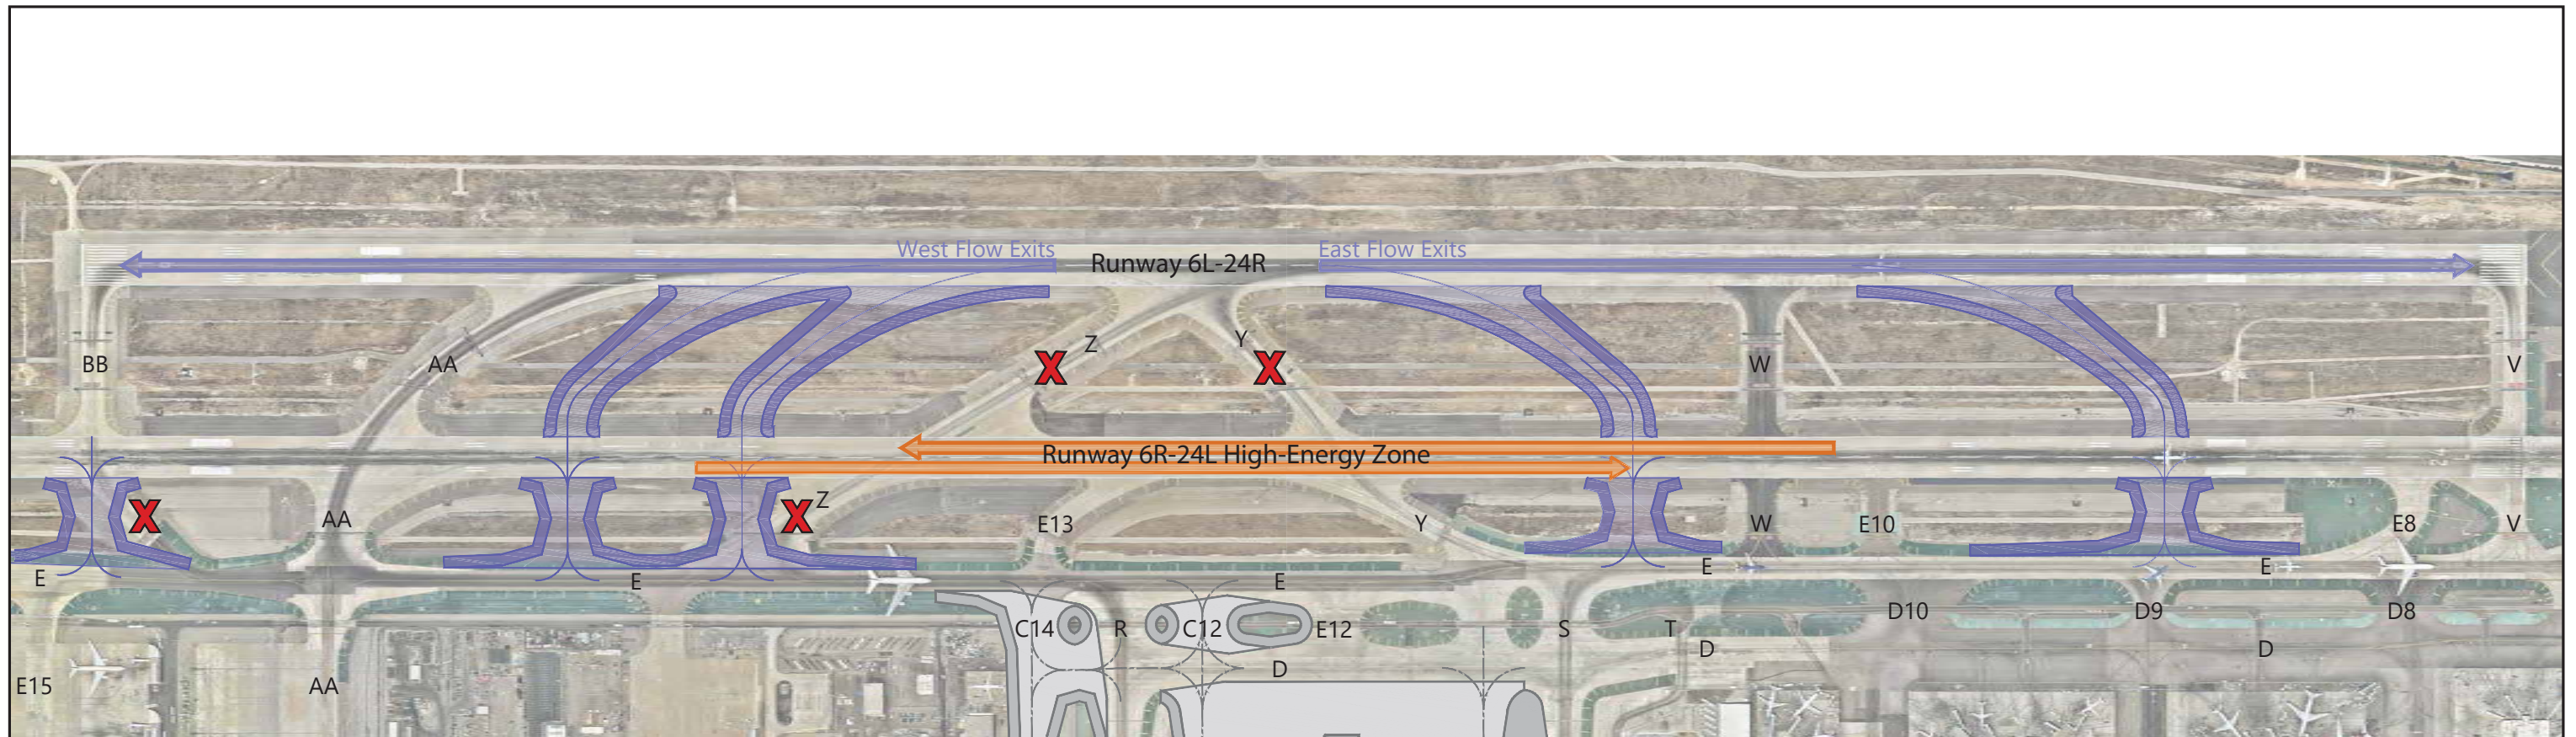 West Flow Exits
East Flow Exits
Runway 6L-24R
Z
Y
BB
AA
W
V
Runway 6R-24L High-Energy Zone
Z
AA
E13
Y
W
E10
E8
V
E
E
E
E
E
C14
R
C12
E12
S
T
D10
D9
D8
D
D
D
E15
AA